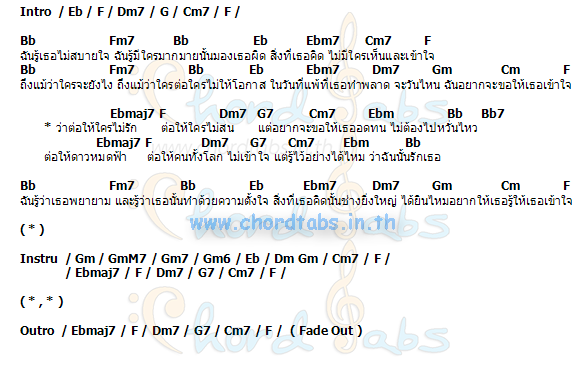 Intro / Eb / F / Dm7 / G / Cm7 / F /
Bb Fm7 Bb Eb Ebm7 Cm7 F
ฉันรู้เธอไม่สบายใจ ฉันรู้มีใครมากมายนั้นมองเธอผิด สิ่งที่เธอคิด ไม่มีใครเห็นและเข้าใจ
Bb Fm7 Bb Eb Ebm7 Dm7 Gm Cm F
ถึงแม้ว่าใครจะยังไง ถึงแม้ว่าใครต่อใครไม่ให้โอกาส ในวันที่แพ้ที่เธอทำพลาด จะวันไหน ฉันอยากจะขอให้เธอเข้าใจ
Ebmaj7 F Dm7 G7 Cm7 Ebm Bb Bb7
* ว่าต่อให้ใครไม่รัก ต่อให้ใครไม่สน แต่อยากจะขอให้เธออดทน ไม่ต้องไปหวั่นไหว
Ebmaj7 F Dm7 G7 Cm7 Ebm Bb
ต่อให้ดาวหมดฟ้า ต่อให้คนทั้งโลก ไม่เข้าใจ แต่รู้ไว้อย่างได้ไหม ว่าฉันนั้นรักเธอ
Bb Fm7 Bb Eb Ebm7 Dm7 Gm Cm F
ฉันรู้ว่าเธอพยายาม และรู้ว่าเธอนั้นทำด้วยความตั้งใจ สิ่งที่เธอคิดนั้นช่างยิ่งใหญ่ ได้ยินไหมอยากให้เธอรู้ให้เธอเข้าใจ
www.chordtabs.in.th
( * )
Instru / Gm / GmM7 / Gm7 / Gm6 / Eb / Dm Gm / Cm7 / F /
/ Ebmaj7 / F / Dm7 / G7 / Cm7 / F /
( * , * )
Outro / Ebmaj7 / F / Dm7 / G7 / Cm7 / F / ( Fade Out )
Chord Tabs
Chord Tabs